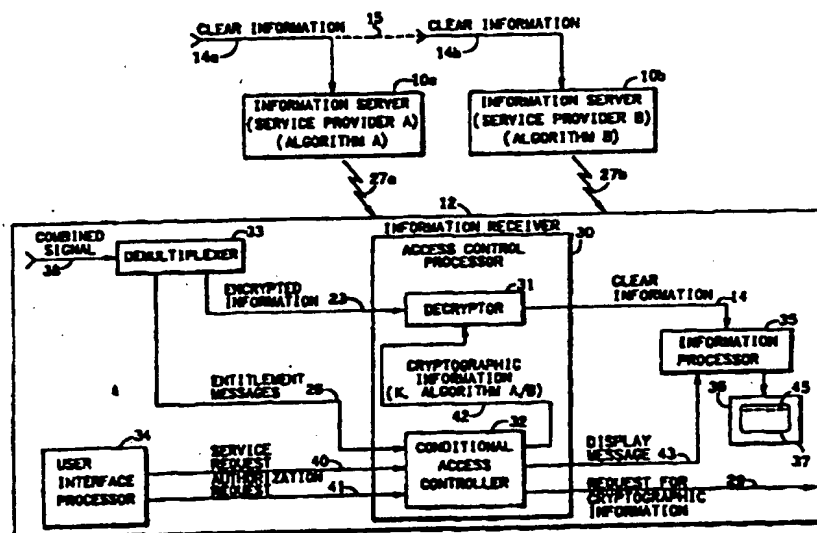 CLEAR INFORMATION
15
CLEAR INFORMATION
14a
14b
10a
10b
INFORMATION SERVER
(SERVICE PROVIDER A)
(ALGORITHM A)
INFORMATION SERVER
(SERVICE PROVIDER B)
(ALGORITHM B)
27a
27b
12
INFORMATION RECEIVER
COMBINED
SIGNAL
33
DEMULTIPLEXER
30
ACCESS CONTROL
PROCESSOR
ENCRYPTED
INFORMATION
23
31
DECRYPTOR
CLEAR
INFORMATION
14
35
INFORMATION
PROCESSOR
CRYPTOGRAPHIC
INFORMATION
(K, ALGORITHM A/B)
42
36
45
37
ENTITLEMENT
MESSAGES
32
CONDITIONAL
ACCESS
CONTROLLER
34
USER
INTERFACE
PROCESSOR
SERVICE
REQUEST
40
AUTHORIZATION
REQUEST
41
DISPLAY
MESSAGE
43
REQUEST FOR
CRYPTOGRAPHIC
INFORMATION
29